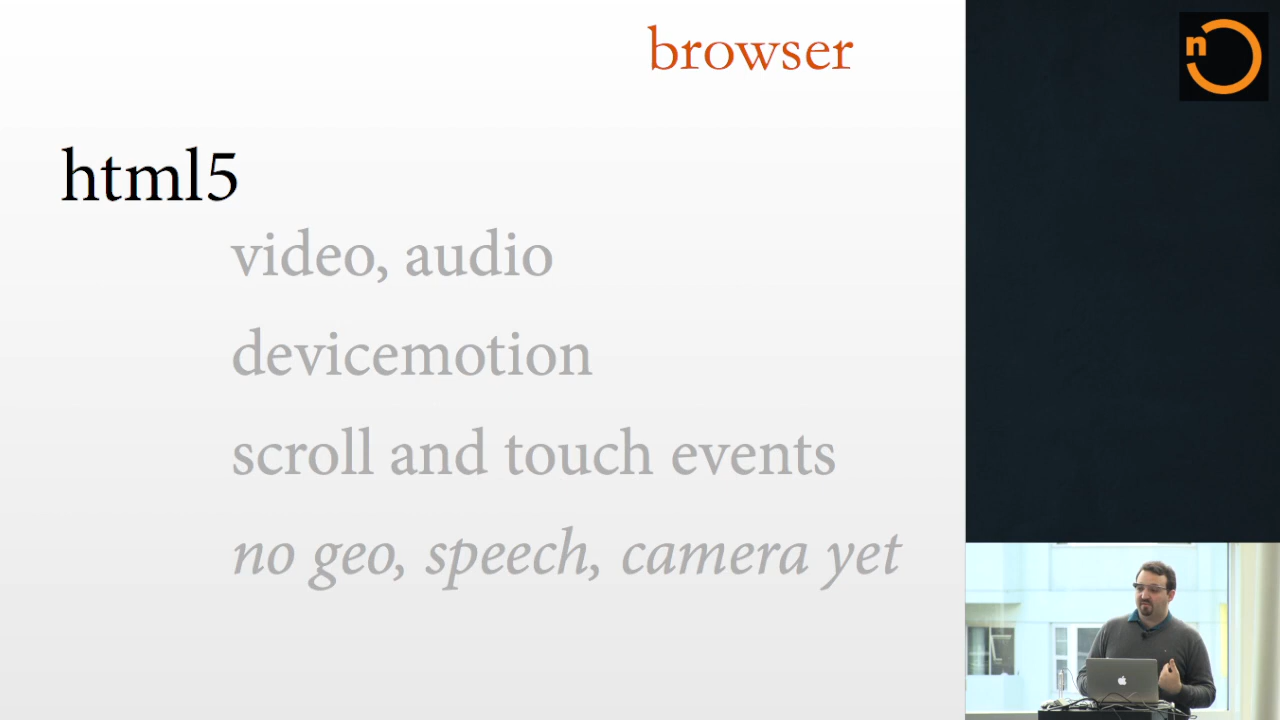 browser
n
html5
video, audio
devicemotion
scroll and touch events
no geo, speech, camera yet